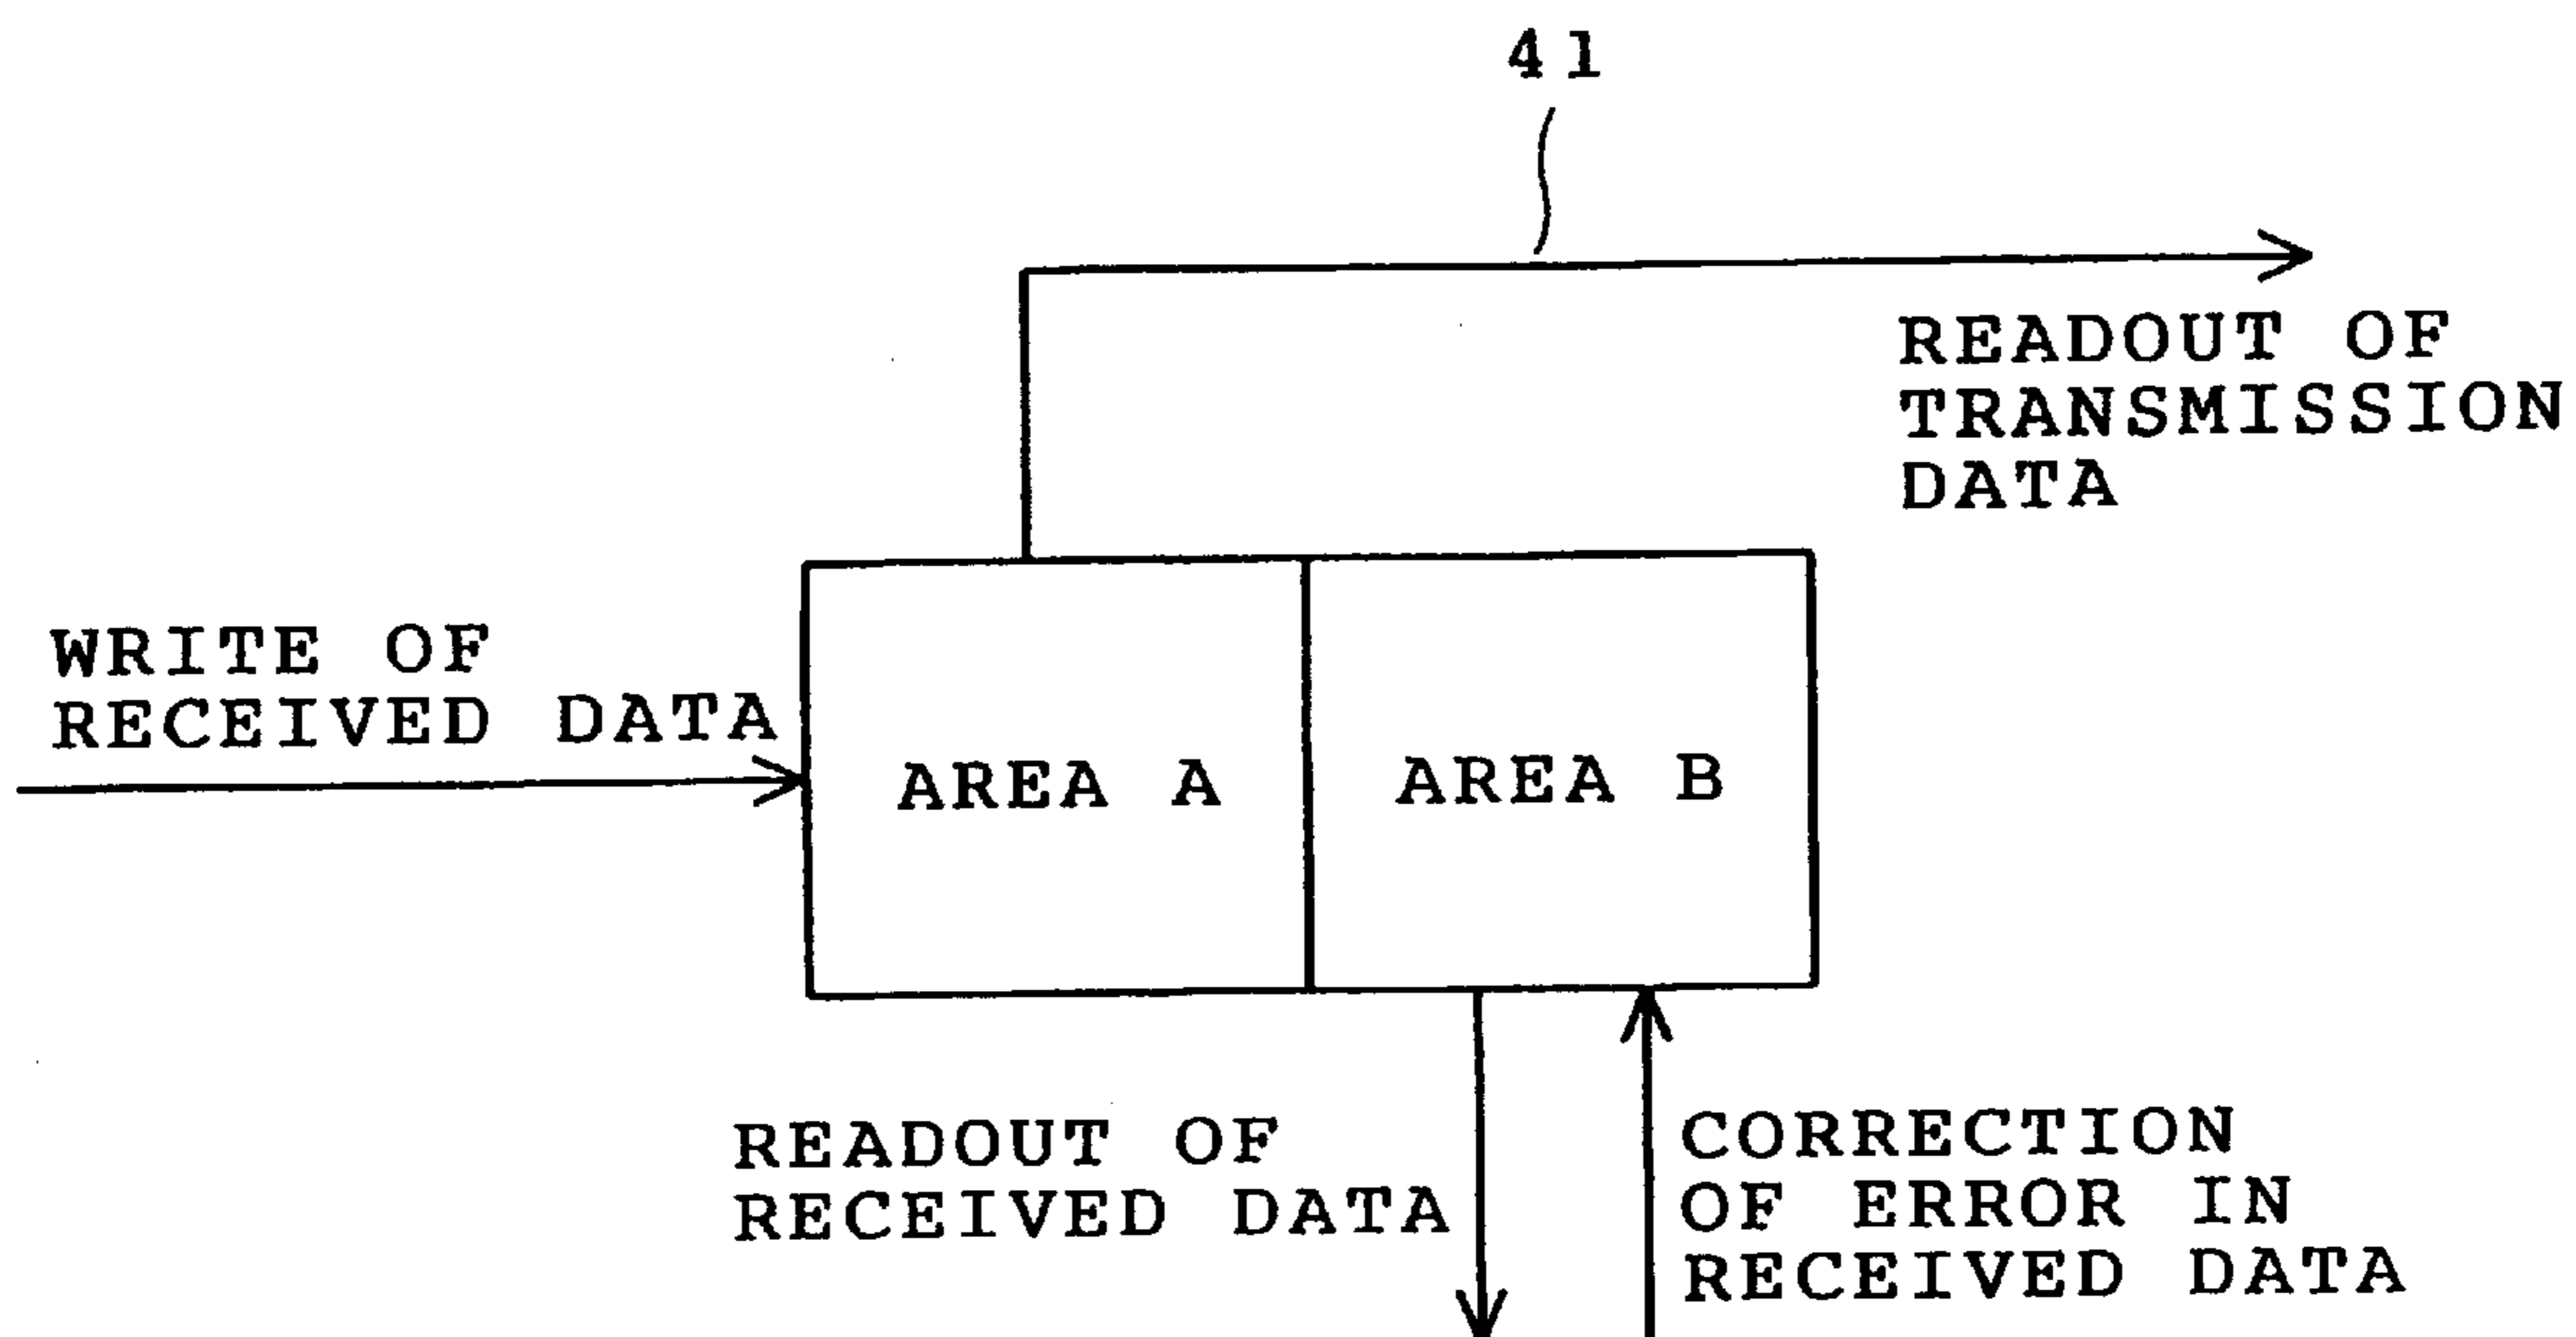 41
READOUT OF
TRANSMISSION
DATA
WRITE OF
RECEIVED DATA
AREA A
AREA B
READOUT OF
RECEIVED DATA
CORRECTION
OF ERROR IN
RECEIVED DATA